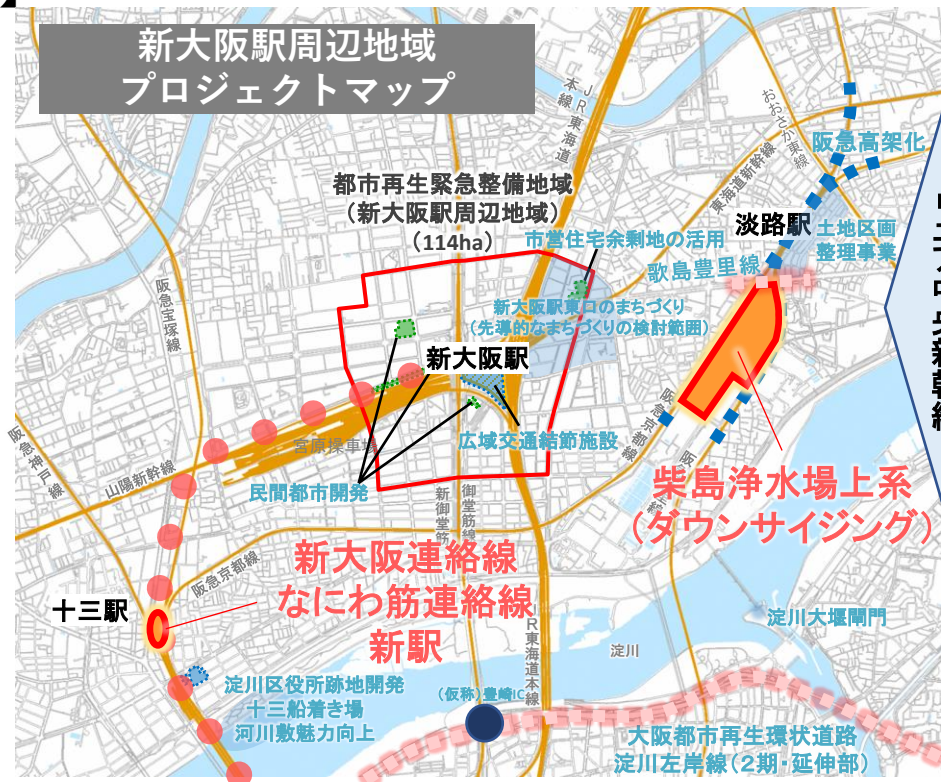 新大阪駅周辺地域
プロジェクトマップ
JR東海道
本線
おおさか東線
阪急高架化
東海道新幹線
都市再生緊急整備地域
(新大阪駅周辺地域)
(114ha)
市営住宅余剰地の活用
淡路駅
土地区画
整理事業
歌島豊里線
阪急宝塚線
新大阪駅東口のまちづくり
(先導的なまちづくりの検討範囲)
新大阪駅
宮原操車場
広域交通結節施設
阪急神戸線
山陽新幹線
民間都市開発
新御堂筋
御堂筋線
阪急京都線
柴島浄水場上系
(ダウンサイジング)
阪急京都線
新大阪連絡線
なにわ筋連絡線
新駅
十三駅
淀川大堰閘門
淀川
JR東海道本線
淀川区役所跡地開発
十三船着き場
河川敷魅力向上
(仮称)豊崎IC
大阪都市再生環状道路
淀川左岸線(2期・延伸部)